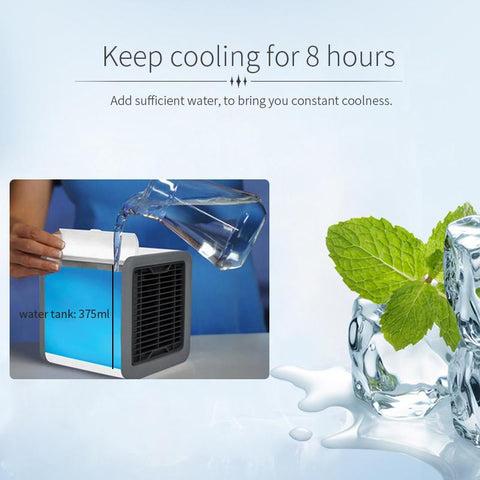 Keep cooling for 8 hours
Add sufficient water, to bring you constant coolness.
water tank: 375ml